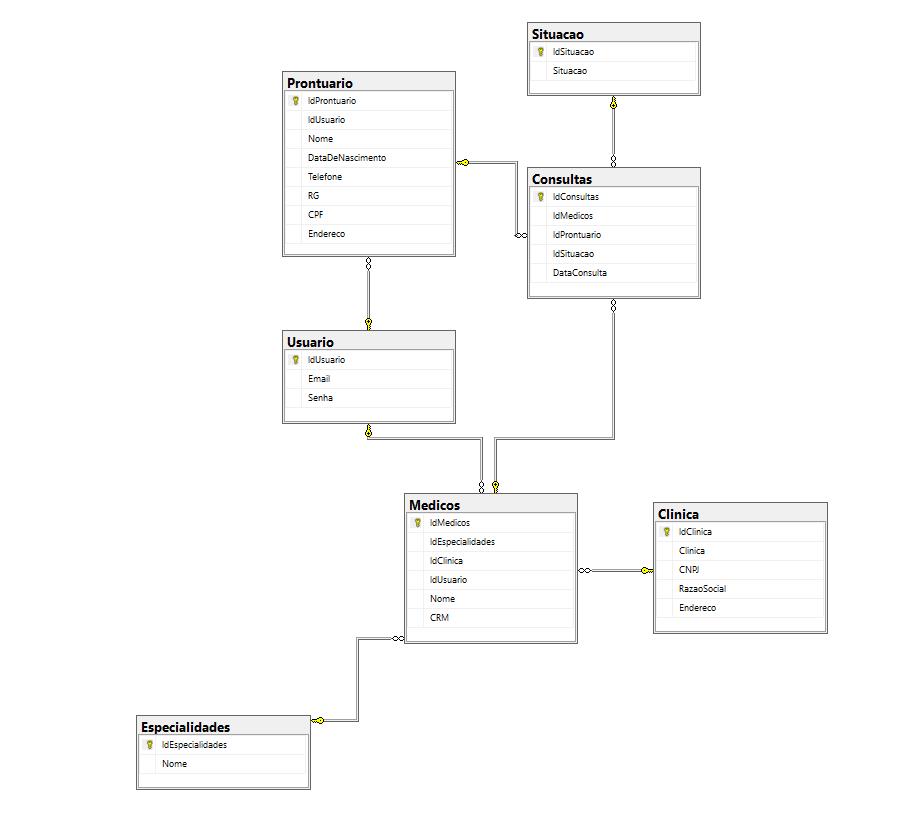 Situacao
IdSituacao
Situacao
Prontuario
IdProntuario
IdUsuario
Nome
DataDeNascimento
Telefone
RG
CPF
Endereco
Consultas
IdConsultas
IdMedicos
IdProntuario
IdSituacao
DataConsulta
Usuario
IdUsuario
Email
Senha
Medicos
IdMedicos
IdEspecialidades
IdClinica
IdUsuario
Nome
CRM
Clinica
IdClinica
Clinica
CNPJ
RazaoSocial
Endereco
Especialidades
IdEspecialidades
Nome